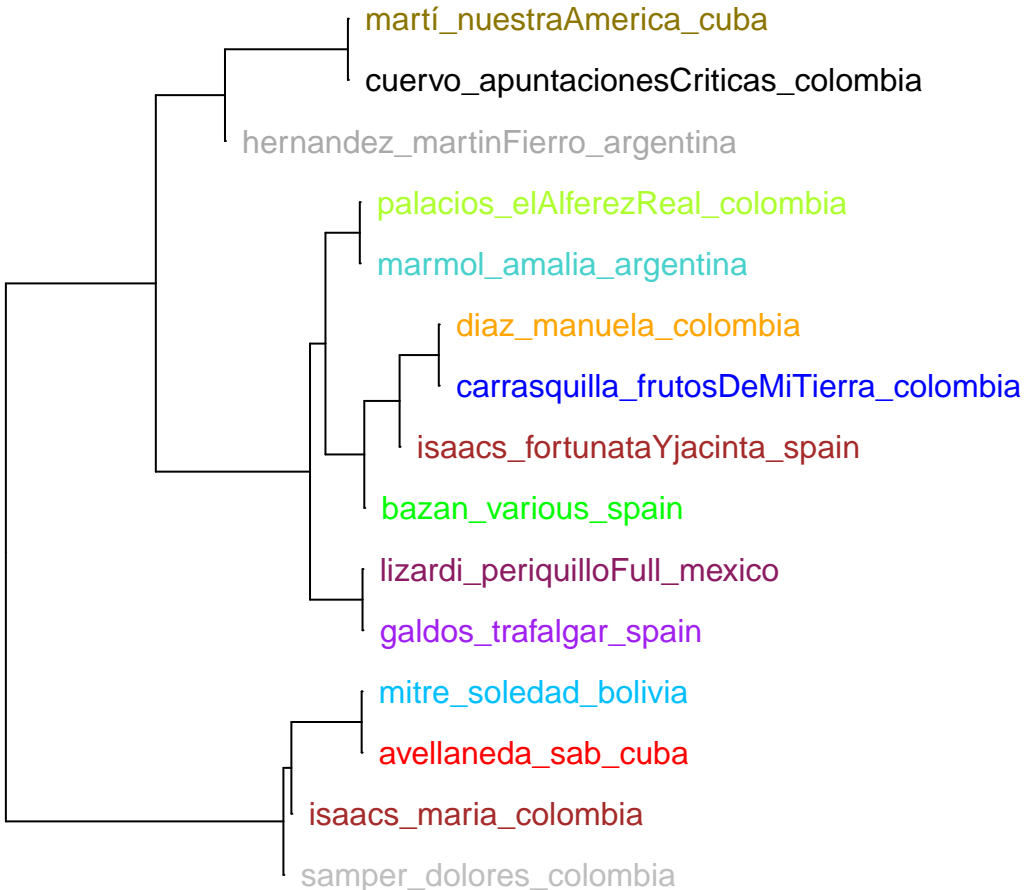 martí_nuestraAmerica_cuba
cuervo_apuntacionesCriticas_colombia
hernandez_martinFierro_argentina
palacios_elAlferezReal_colombia
marmol_amalia_argentina
diaz_manuela_colombia
carrasquilla_frutosDeMiTierra_colombia
isaacs_fortunataYjacinta_spain
bazan_various_spain
lizardi_periquilloFull_mexico
galdos_trafalgar_spain
mitre_soledad_bolivia
avellaneda_sab_cuba
isaacs_maria_colombia
samper_dolores_colombia